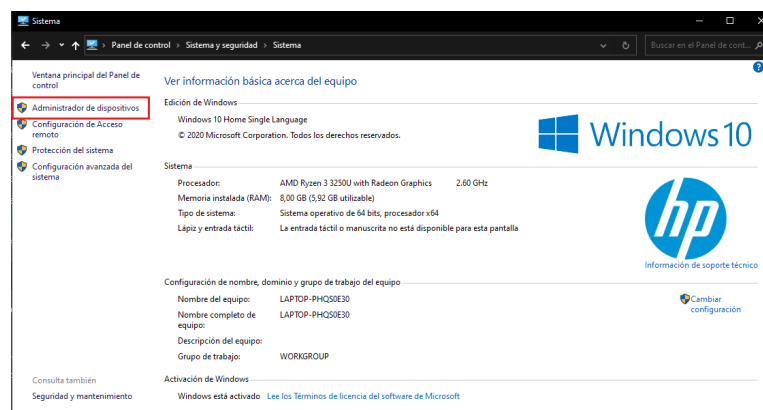 Sistema
Panel de control › Sistema y seguridad › Sistema
Buscar en el Panel de cont...
Ventana principal del Panel de
control
Administrador de dispositivos
Configuración de Acceso
remoto
Protección del sistema
Configuración avanzada del
sistema
Ver información básica acerca del equipo
Edición de Windows
Windows 10 Home Single Language
© 2020 Microsoft Corporation. Todos los derechos reservados.
Windows 10
Sistema
Procesador: AMD Ryzen 3 3250U with Radeon Graphics 2.60 GHz
Memoria instalada (RAM): 8,00 GB (5,92 GB utilizable)
Tipo de sistema: Sistema operativo de 64 bits, procesador x64
Lápiz y entrada táctil: La entrada táctil o manuscrita no está disponible para esta pantalla
hp
Información de soporte técnico
Configuración de nombre, dominio y grupo de trabajo del equipo
Nombre del equipo: LAPTOP-PHQS0E30
Cambiar
configuración
Nombre completo de
equipo: LAPTOP-PHQS0E30
Descripción del equipo:
Grupo de trabajo: WORKGROUP
Activación de Windows
Windows está activado Lee los Términos de licencia del software de Microsoft
Consulta también
Seguridad y mantenimiento